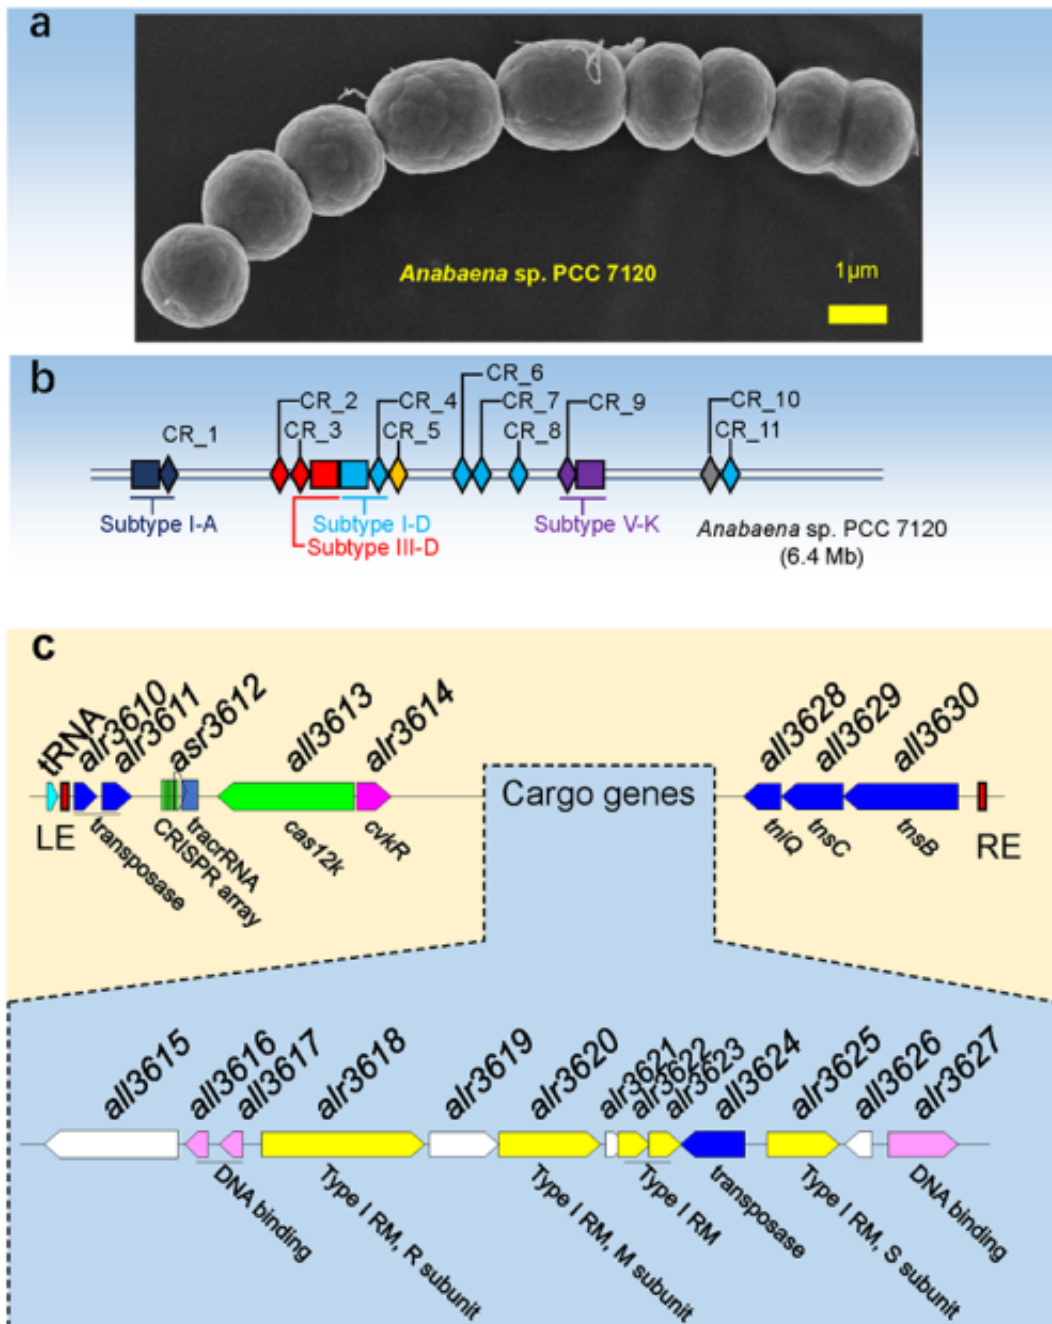 a
Anabaena sp. PCC 7120
1μm
b
CR_1
CR_2
CR_3
CR_4
CR_5
CR_6
CR_7
CR_8
CR_9
CR_10
CR_11
Subtype I-A
Subtype I-D
Subtype III-D
Subtype V-K
Anabaena sp. PCC 7120
(6.4 Mb)
c
tRNA
alr3610
alr3611
asr3612
all3613
alr3614
all3628
all3629
all3630
LE
transposase
CRISPR array
tracrRNA
cas12k
cvkR
Cargo genes
tniQ
tnsC
tnsB
RE
all3615
all3616
all3617
alr3618
alr3619
alr3620
alr3621
alr3622
alr3623
all3624
alr3625
all3626
alr3627
DNA binding
Type I RM, R subunit
Type I RM, M subunit
Type I RM
transposase
Type I RM, S subunit
DNA binding